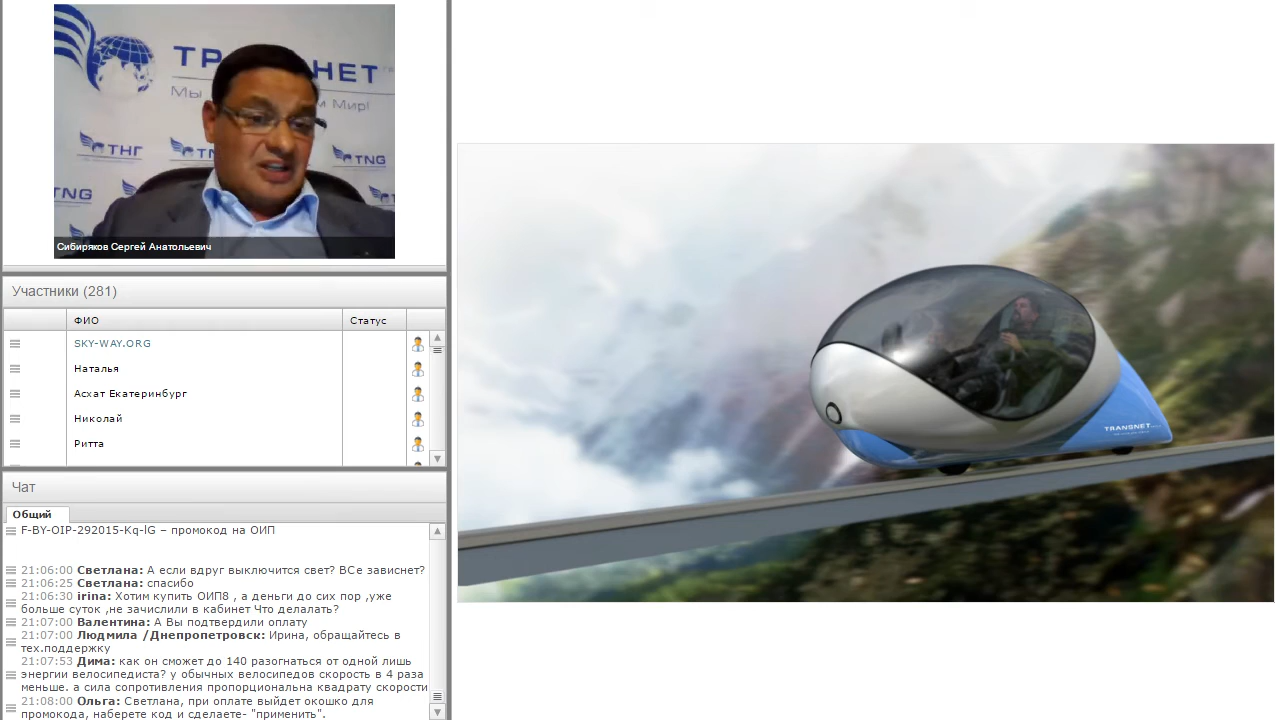 ТР
НЕТ
Мы
м Мир!
ТНГ
TN
TNG
TNG
TN
Сибиряков Сергей Анатольевич
Участники (281)
ФИО
Статус
SKY-WAY.ORG
Наталья
Асхат Екатеринбург
Николай
Ритта
Чат
Общий
F-BY-OIP-292015-Kq-lG – промокод на ОИП
21:06:00 Светлана: А если вдруг выключится свет? ВСе зависнет?
21:06:25 Светлана: спасибо
21:06:30 irina: Хотим купить ОИП8 , а деньги до сих пор ,уже
больше суток ,не зачислили в кабинет Что делалать?
21:07:00 Валентина: А Вы подтвердили оплату
21:07:00 Людмила /Днепропетровск: Ирина, обращайтесь в
тех.поддержку
21:07:53 Дима: как он сможет до 140 разогнаться от одной лишь
энергии велосипедиста? у обычных велосипедов скорость в 4 раза
меньше. а сила сопротивления пропорциональна квадрату скорости
21:08:00 Ольга: Светлана, при оплате выйдет окошко для
промокода, наберете код и сделаете- "применить".
TRANSNET